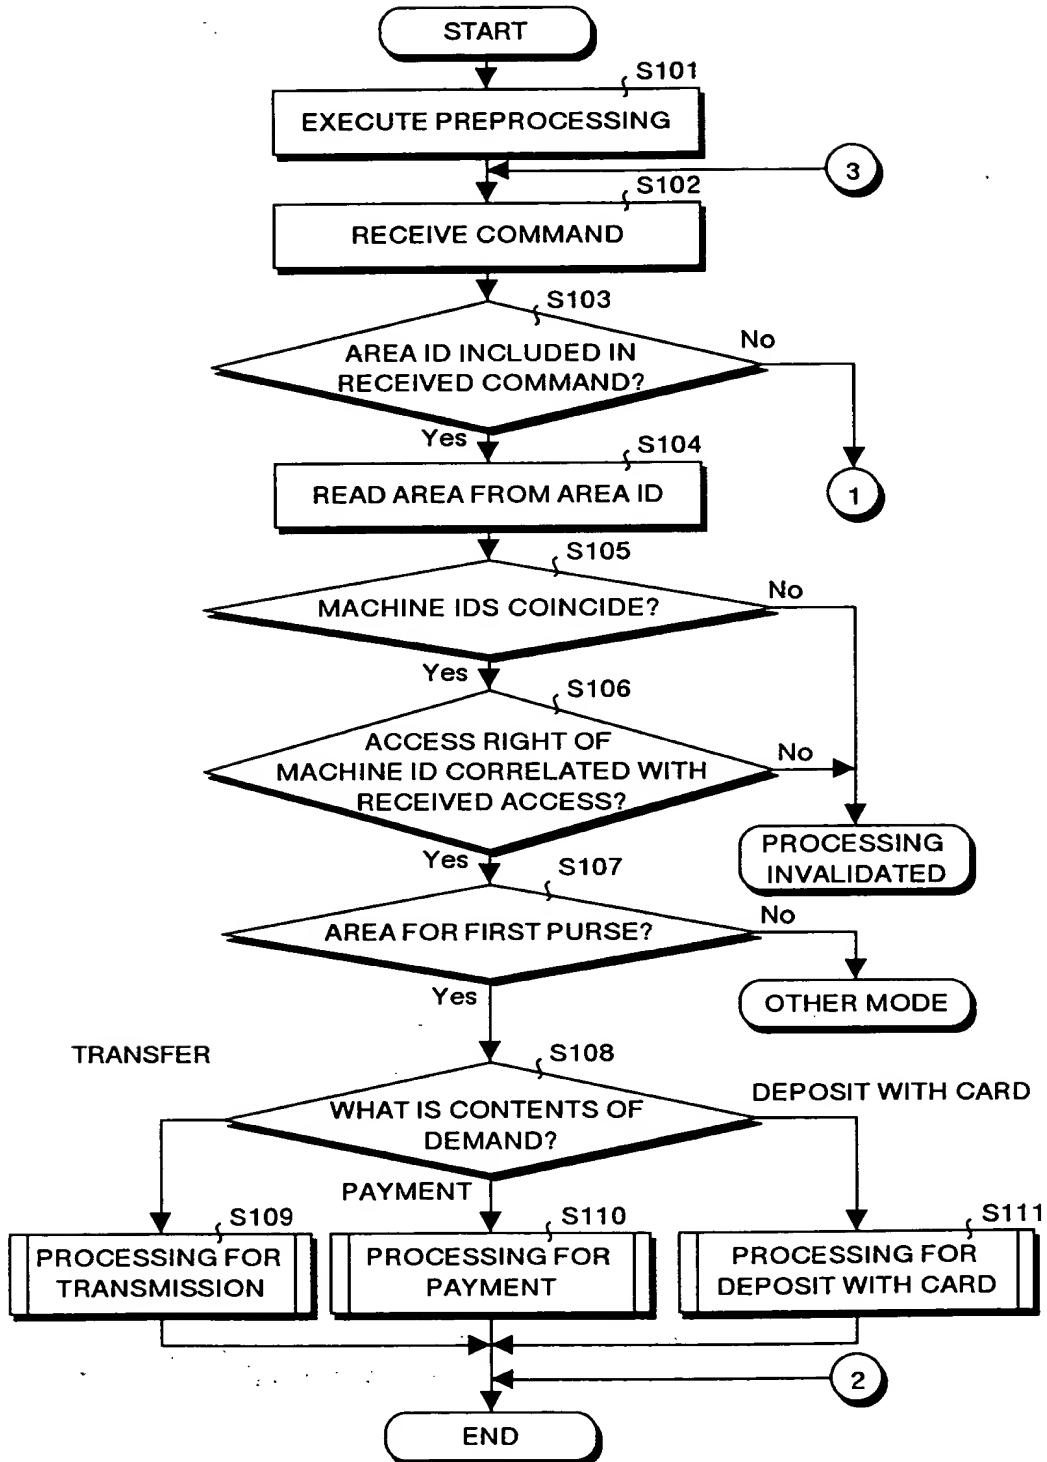 START
S101
EXECUTE PREPROCESSING
3
S102
RECEIVE COMMAND
S103
No
AREA ID INCLUDED IN
RECEIVED COMMAND?
Yes
S104
READ AREA FROM AREA ID
1
S105
No
MACHINE IDS COINCIDE?
Yes
S106
ACCESS RIGHT OF
MACHINE ID CORRELATED WITH
RECEIVED ACCESS?
No
Yes
PROCESSING
INVALIDATED
S107
No
AREA FOR FIRST PURSE?
Yes
OTHER MODE
TRANSFER
S108
DEPOSIT WITH CARD
WHAT IS CONTENTS OF
DEMAND?
PAYMENT
S109
S110
S111
PROCESSING FOR
TRANSMISSION
PROCESSING FOR
PAYMENT
PROCESSING FOR
DEPOSIT WITH CARD
2
END